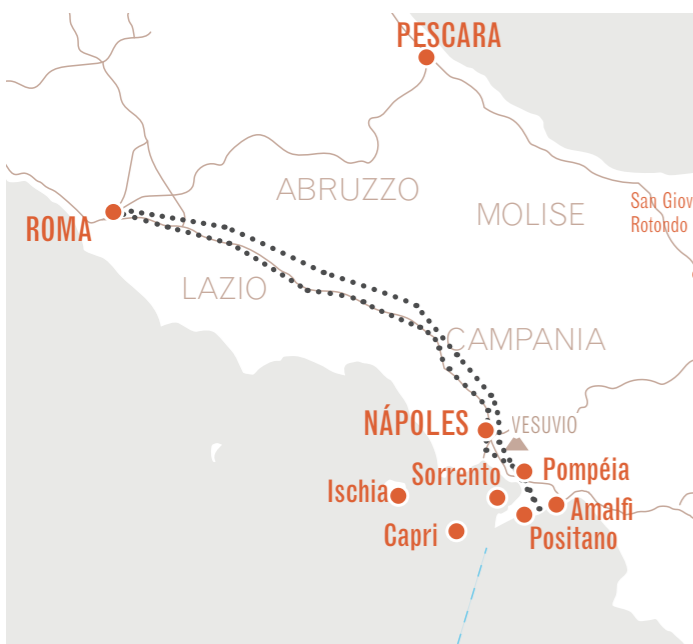 PESCARA
ABRUZZO
MOLISE
San Giov
Rotondo
ROMA
LAZIO
CAMPANIA
NÁPOLES
VESUVIO
Pompéia
Sorrento
Ischia
Amalfi
Capri
Positano